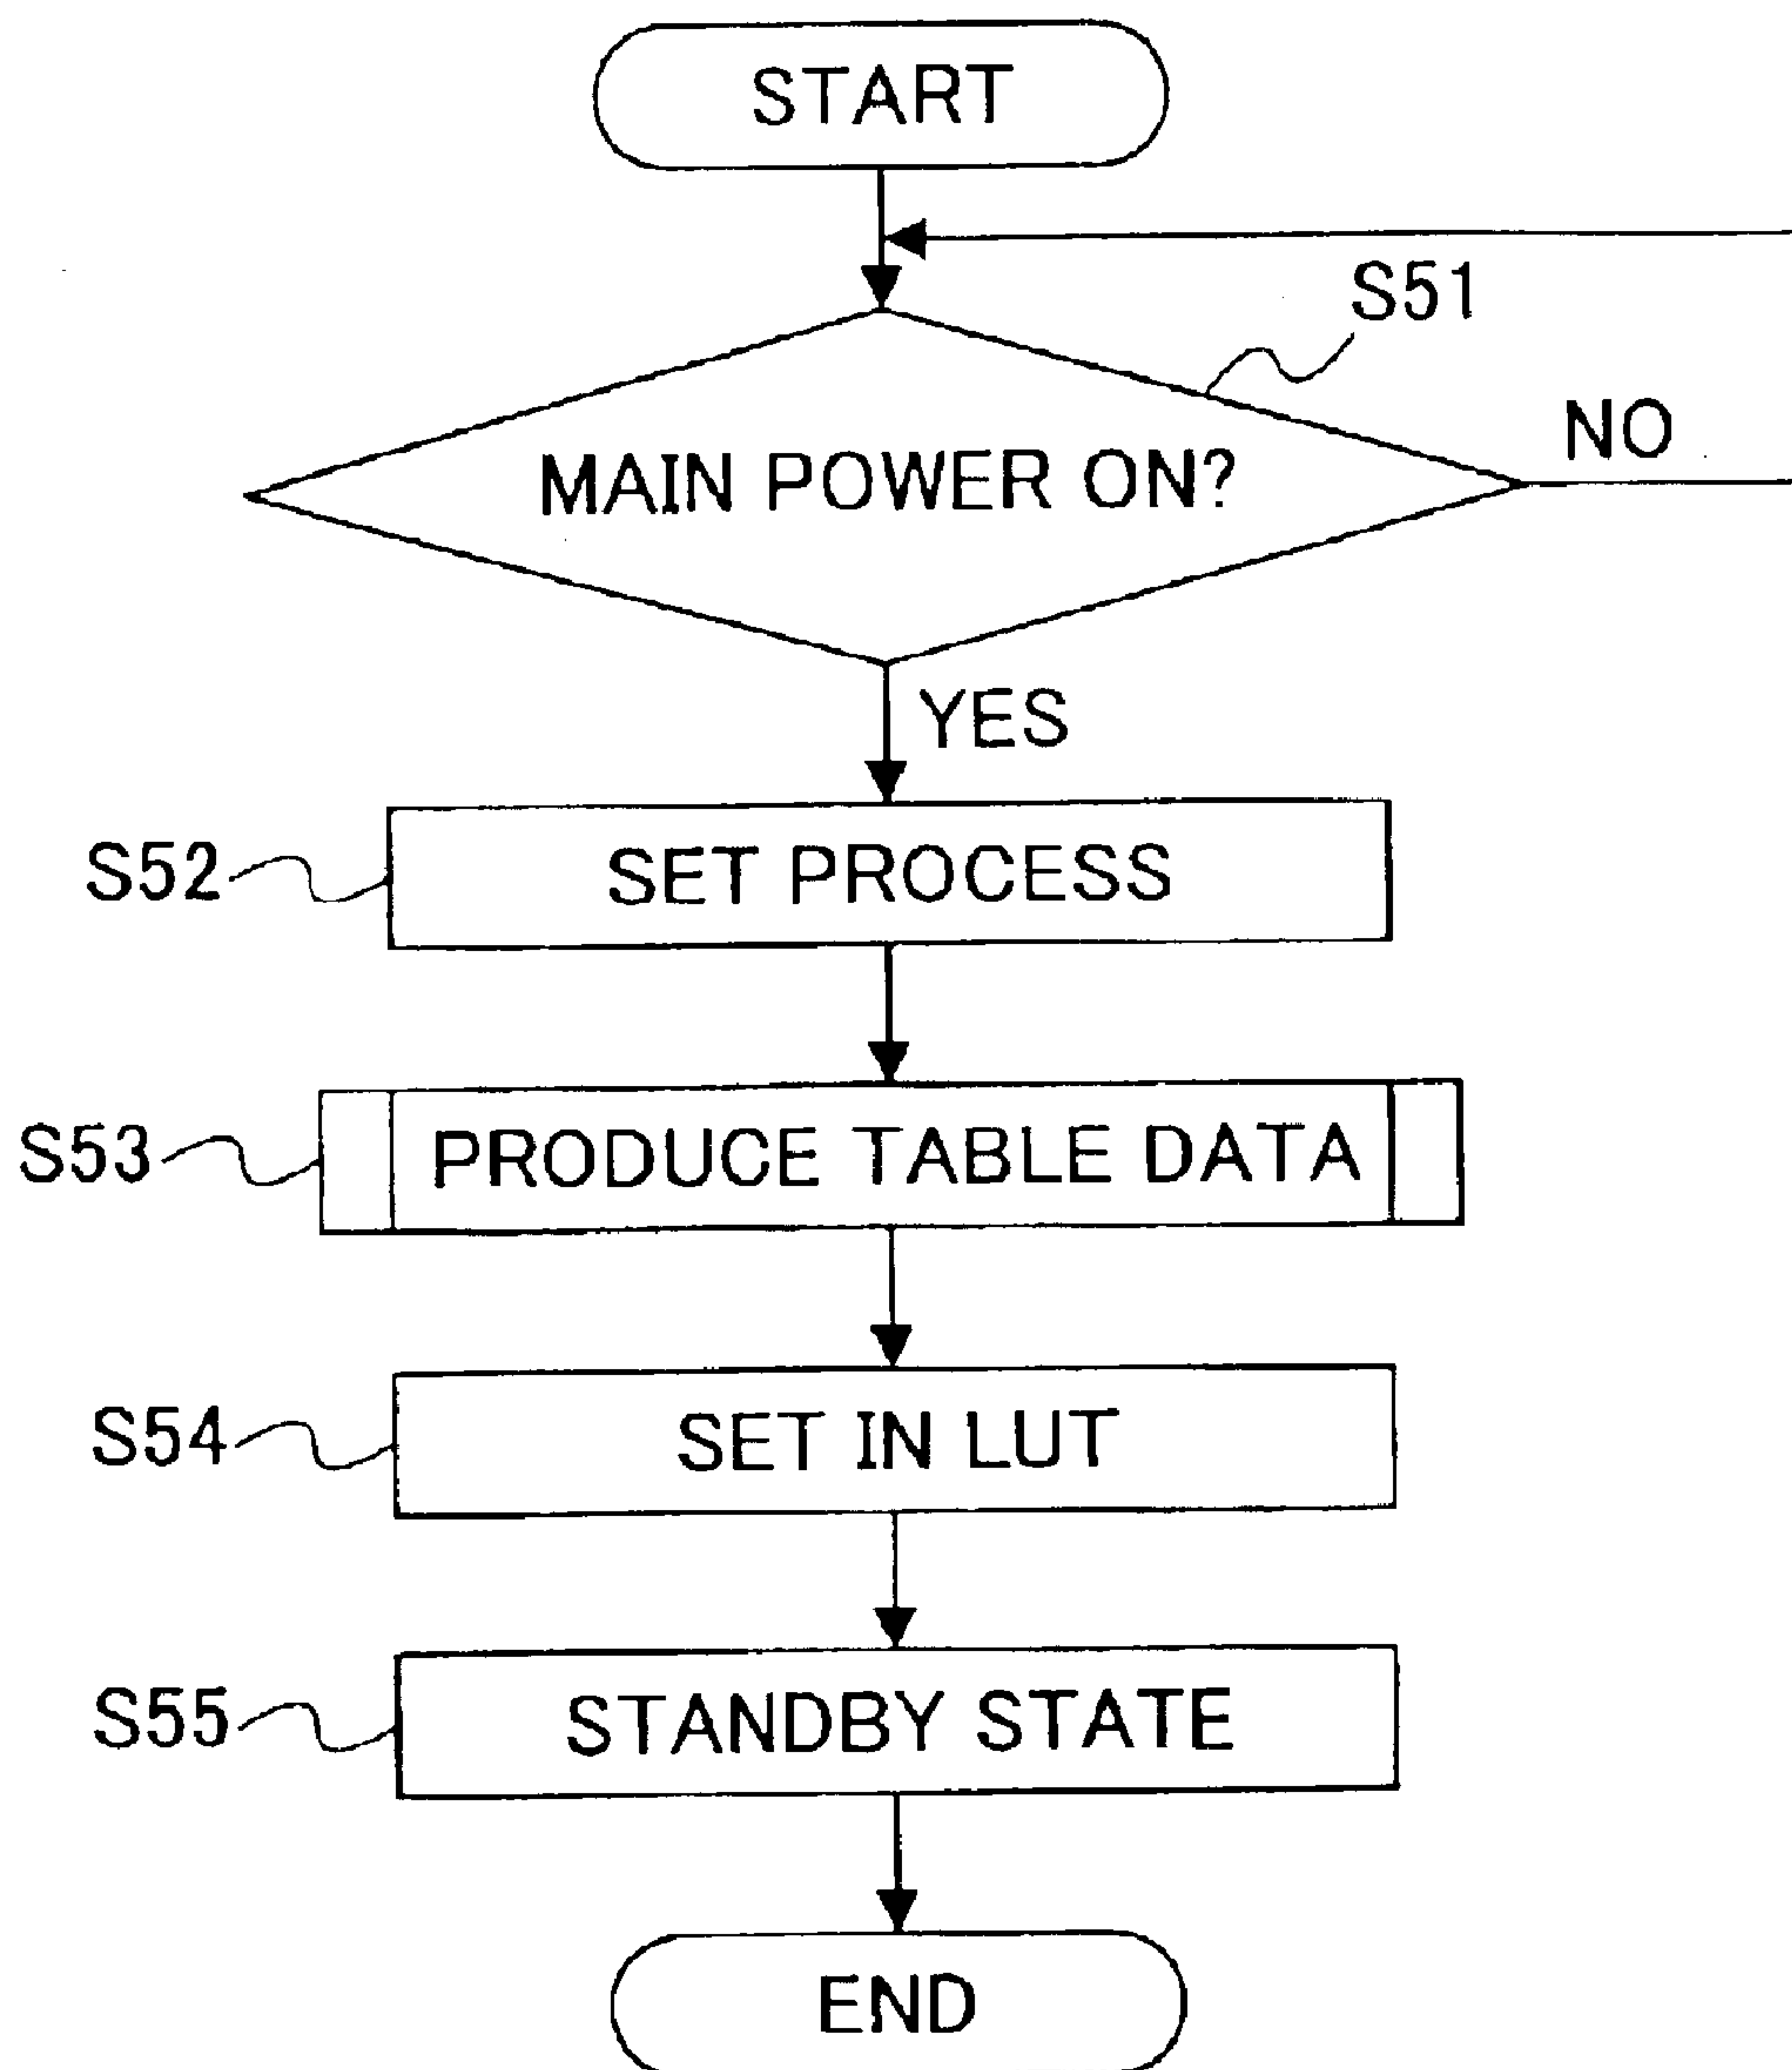 START
S51
MAIN POWER ON?
NO
YES
S52
SET PROCESS
S53
PRODUCE TABLE DATA
S54
SET IN LUT
S55
STANDBY STATE
END